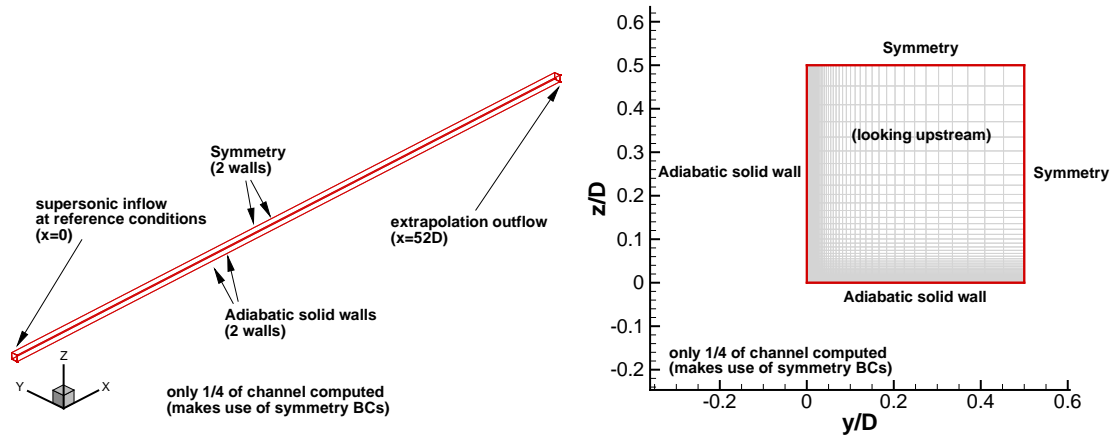 Symmetry
(2 walls)
supersonic inflow
at reference conditions
(x=0)
extrapolation outflow
(x=52D)
Adiabatic solid walls
(2 walls)
Z
Y
X
only 1/4 of channel computed
(makes use of symmetry BCs)
z/D
0.6
0.5
0.4
0.3
0.2
0.1
0
-0.1
-0.2
Symmetry
(looking upstream)
Adiabatic solid wall
Symmetry
Adiabatic solid wall
only 1/4 of channel computed
(makes use of symmetry BCs)
-0.2
0
0.2
0.4
0.6
y/D